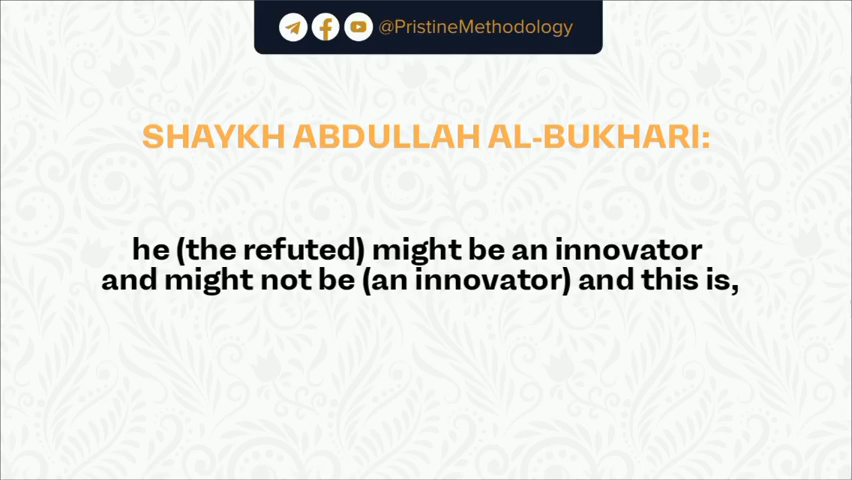 @PristineMethodology
SHAYKH ABDULLAH AL-BUKHARI:
he (the refuted) might be an innovator
and might not be (an innovator) and this is,